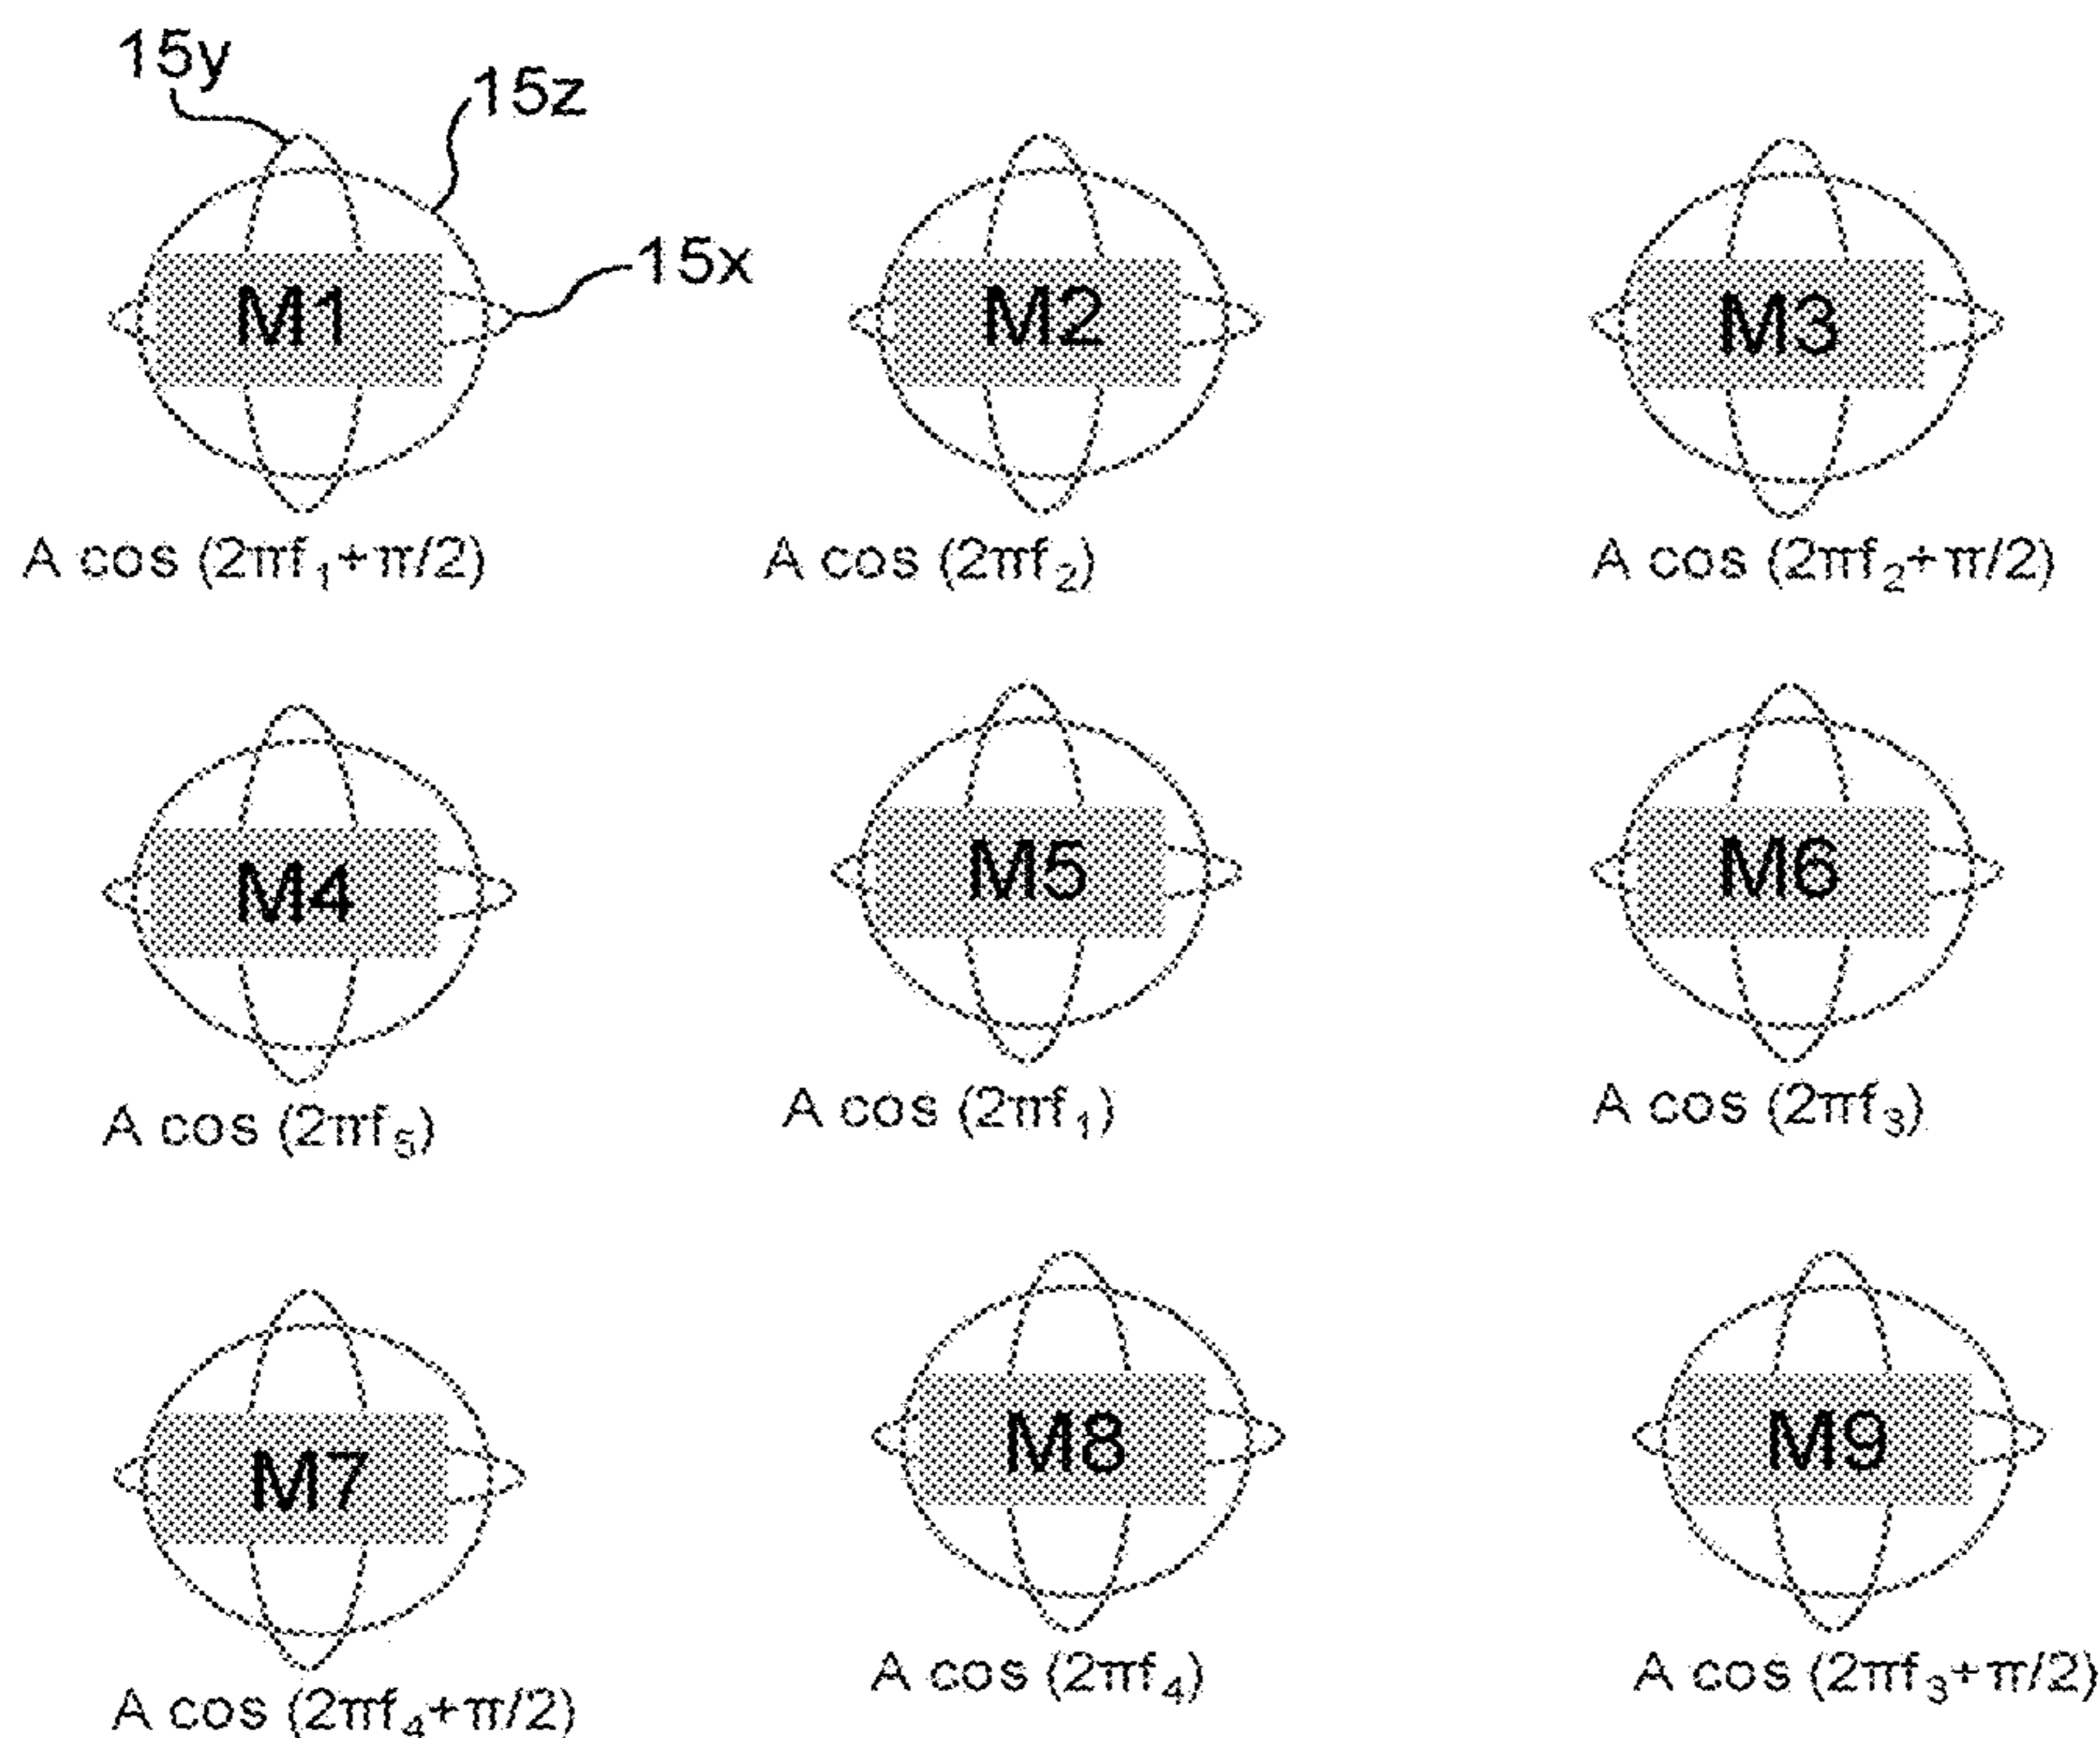 15y
15z
15x
M1
M2
M3
A cos (2πf₁+π/2)
A cos (2πf₂)
A cos (2πf₂+π/2)
M4
M5
M6
A cos (2πf₅)
A cos (2πf₁)
A cos (2πf₃)
M7
M8
M9
A cos (2πf₄+π/2)
A cos (2πf₄)
A cos (2πf₃+π/2)